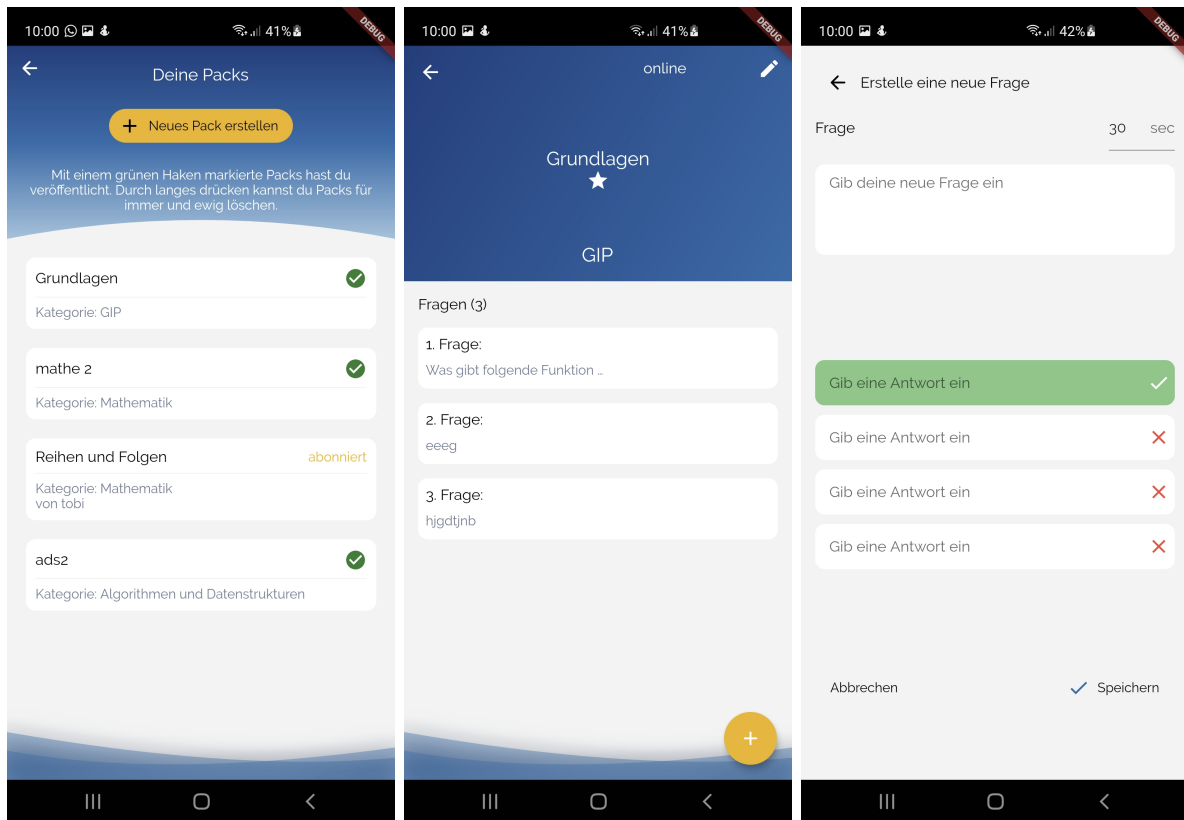 10:00 41%
DEBUG
Deine Packs
+ Neues Pack erstellen
Mit einem grünen Haken markierte Packs hast du
veröffentlicht. Durch langes drücken kannst du Packs für
immer und ewig löschen.
Grundlagen
Kategorie: GIP
mathe 2
Kategorie: Mathematik
Reihen und Folgen abonniert
Kategorie: Mathematik
von tobi
ads2
Kategorie: Algorithmen und Datenstrukturen
10:00 41%
DEBUG
online
Grundlagen
GIP
Fragen (3)
1. Frage:
Was gibt folgende Funktion ...
2. Frage:
eeeg
3. Frage:
hjgdtjnb
+
10:00 42%
DEBUG
Erstelle eine neue Frage
Frage 30 sec
Gib deine neue Frage ein
Gib eine Antwort ein
Gib eine Antwort ein
Gib eine Antwort ein
Gib eine Antwort ein
Abbrechen Speichern